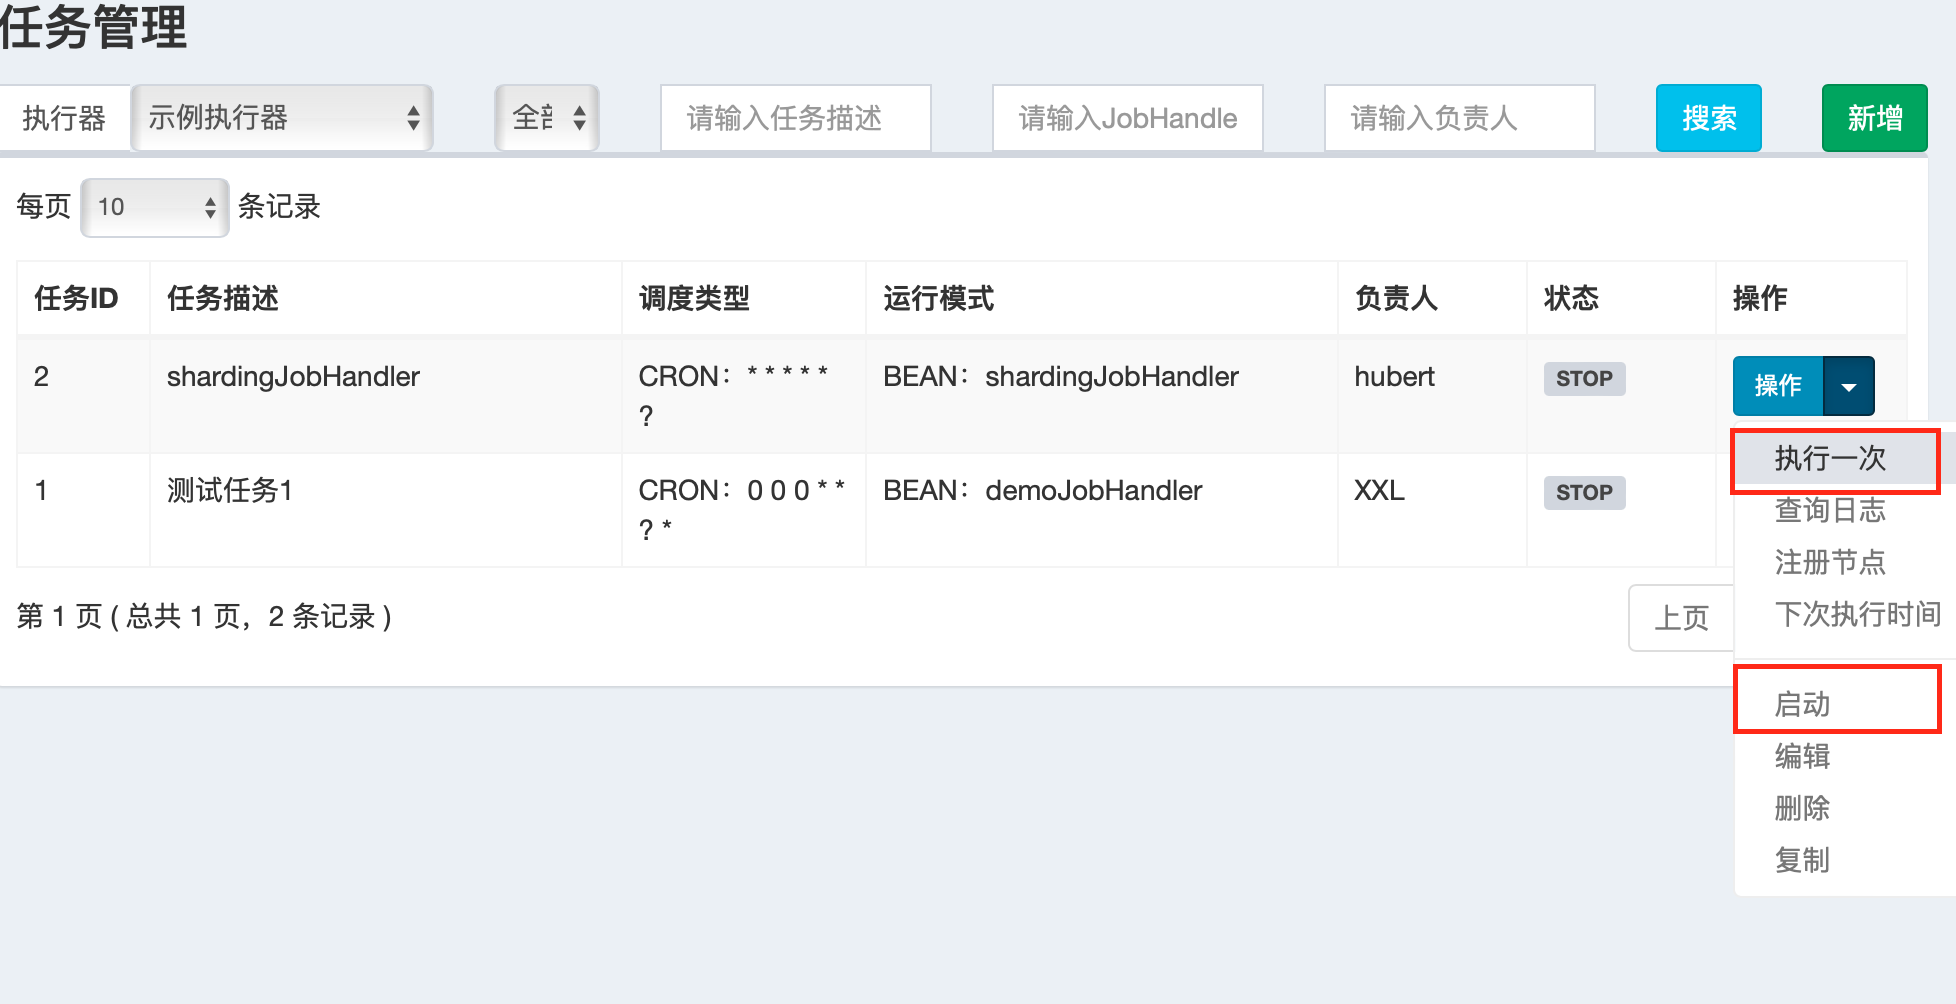 任务管理
执行器 示例执行器 全部 请输入任务描述 请输入JobHandle 请输入负责人 搜索 新增
每页 10 条记录
任务ID 任务描述 调度类型 运行模式 负责人 状态 操作
2 shardingJobHandler CRON：* * * * * ? BEAN：shardingJobHandler hubert STOP 操作
1 测试任务1 CRON：0 0 0 * * ? * BEAN：demoJobHandler XXL STOP
执行一次
查询日志
注册节点
下次执行时间
启动
编辑
删除
复制
第 1 页 ( 总共 1 页，2 条记录 ) 上页